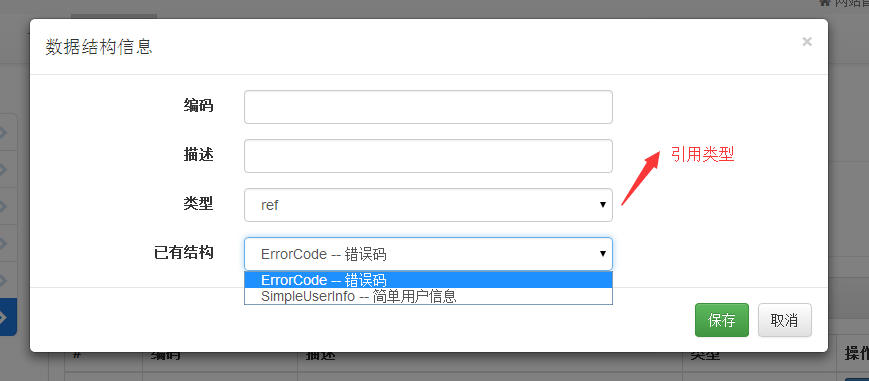 网站首
数据结构信息
×
编码
描述
引用类型
类型
ref
已有结构
ErrorCode -- 错误码
ErrorCode -- 错误码
SimpleUserInfo -- 简单用户信息
保存
取消
# 编码 描述 类型 操作